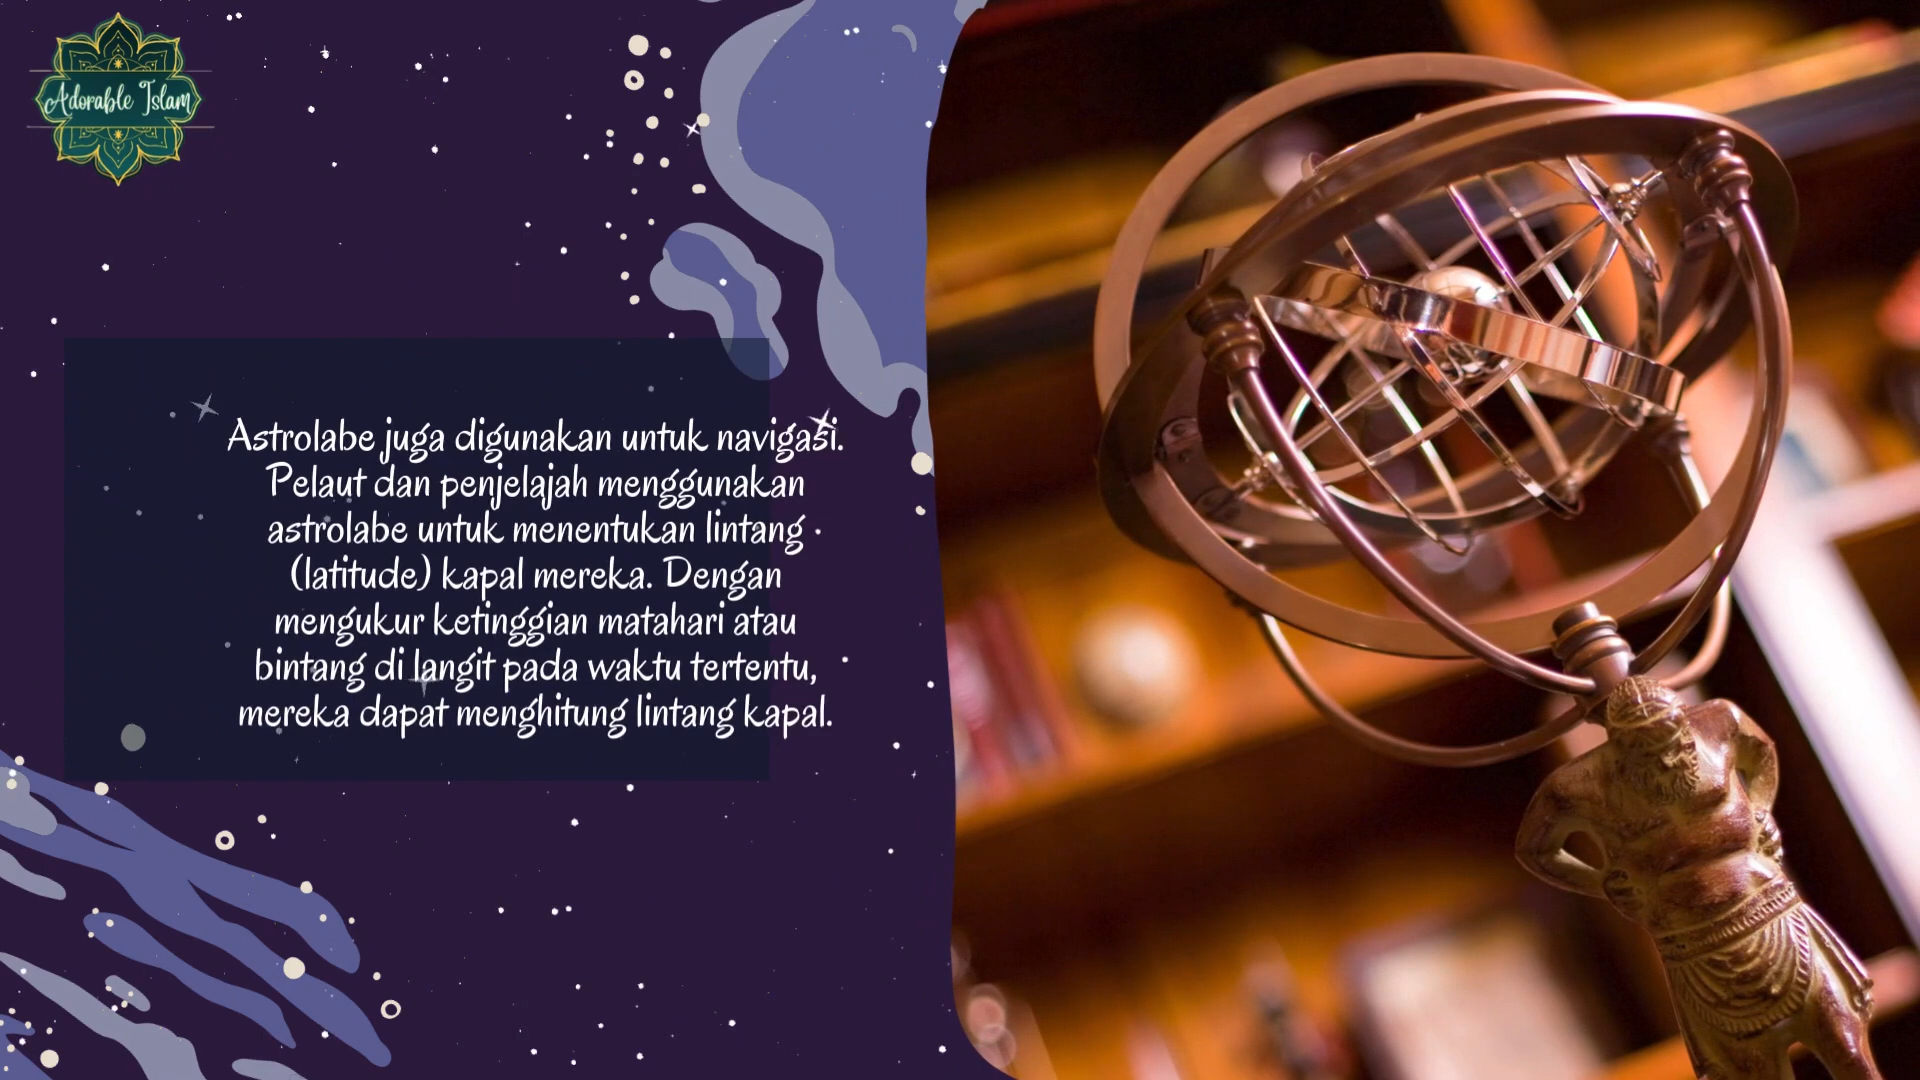 Adorable Islam
Astrolabe juga digunakan untuk navigasi.
Pelaut dan penjelajah menggunakan
astrolabe untuk menentukan lintang
(latitude) kapal mereka. Dengan
mengukur ketinggian matahari atau
bintang di langit pada waktu tertentu,
mereka dapat menghitung lintang kapal.